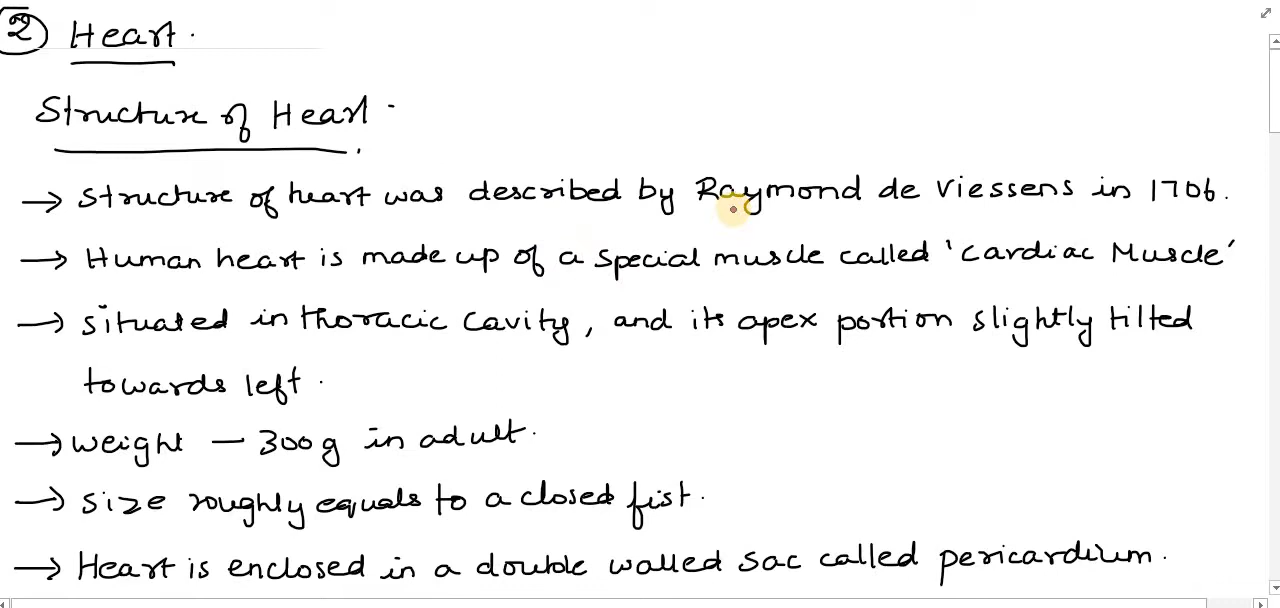 2 Heart.
Structure of Heart.
→ Structure of heart was described by Raymond de Viessens in 1706.
→ Human heart is made up of a special muscle called 'Cardiac Muscle'
→ situated in thoracic cavity, and its apex portion slightly tilted
towards left.
→ weight — 300g in adult.
→ size roughly equals to a closed fist.
→ Heart is enclosed in a double walled sac called pericardium.